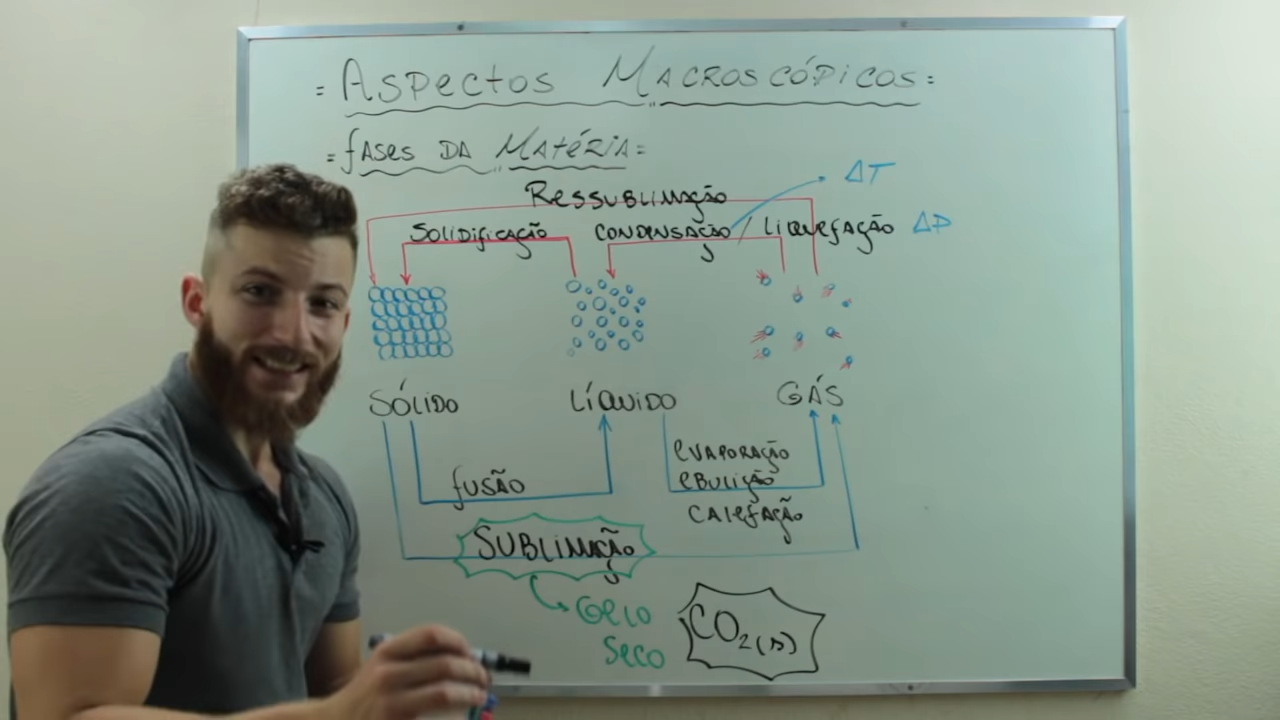 = Aspectos Macroscópicos =
= fases da Matéria =
Ressublimação
ΔT
Solidificação
Condensação / Liquefação ΔP
Sólido
Líquido
Gás
evaporação
ebulição
calefação
fusão
Sublimação
Gelo
Seco
CO₂(s)